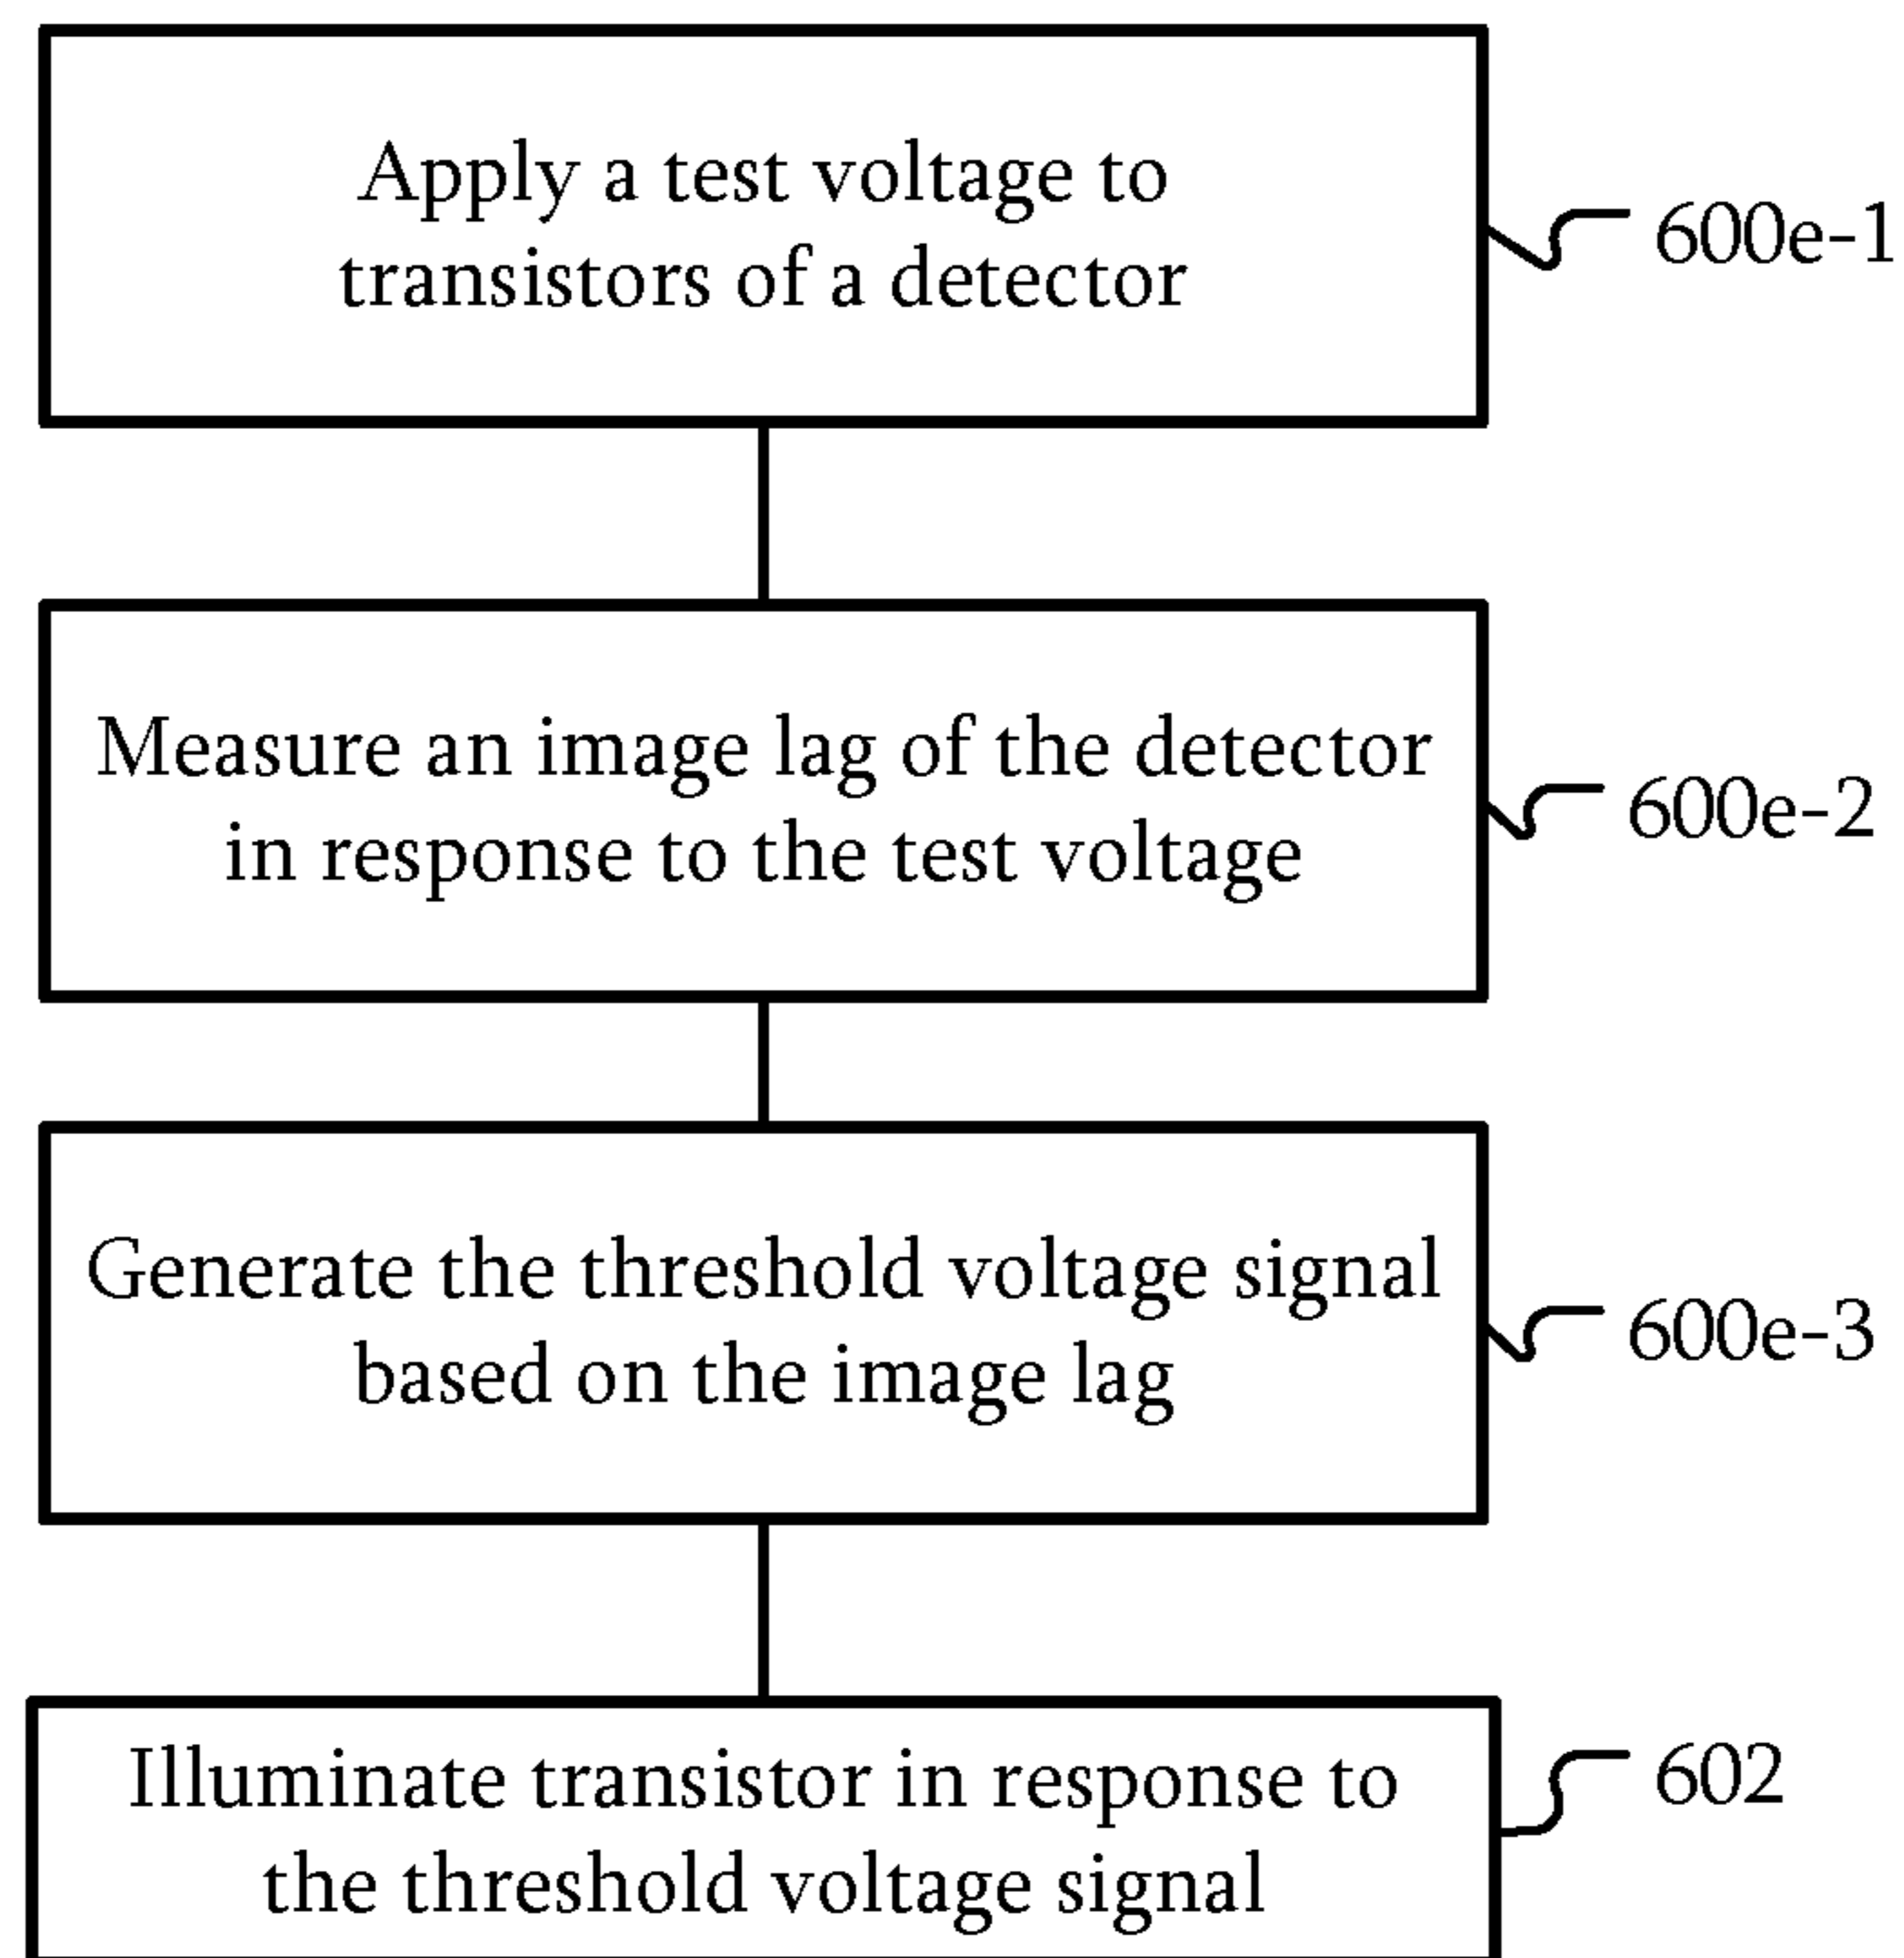 Apply a test voltage to
transistors of a detector
600e-1
Measure an image lag of the detector
in response to the test voltage
600e-2
Generate the threshold voltage signal
based on the image lag
600e-3
Illuminate transistor in response to
the threshold voltage signal
602